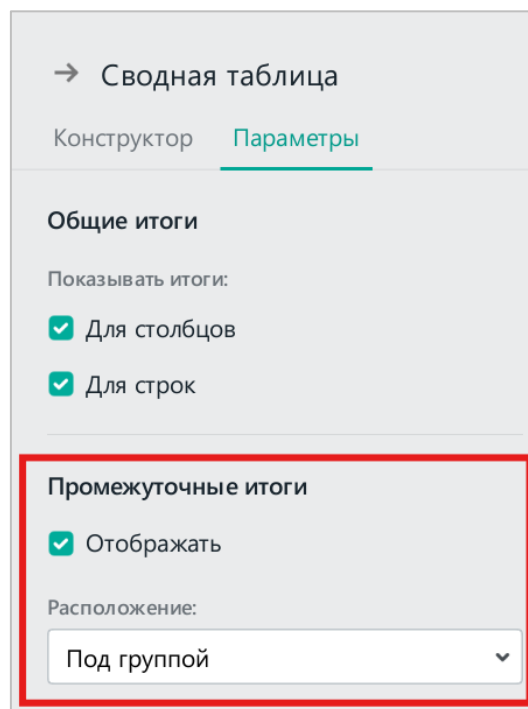 Сводная таблица
Конструктор Параметры
Общие итоги
Показывать итоги:
Для столбцов
Для строк
Промежуточные итоги
Отображать
Расположение:
Под группой